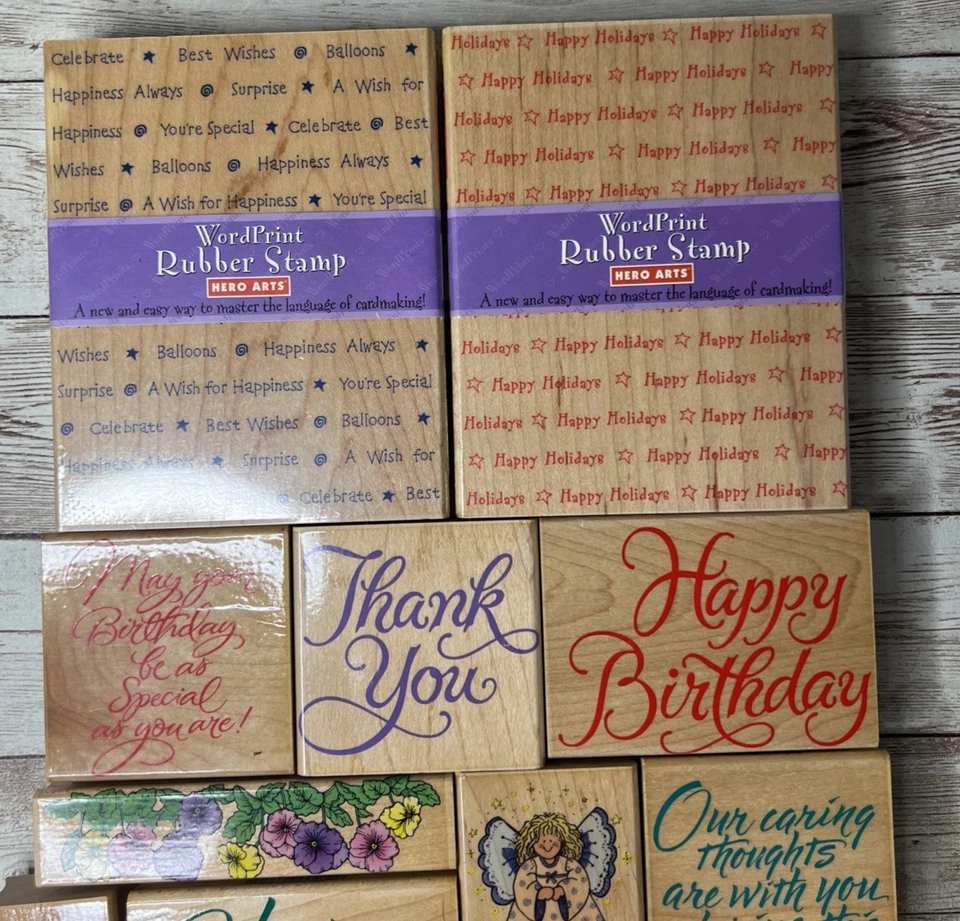 Celebrate ★ Best Wishes Balloons ★
Happiness Always Surprise ★ A Wish for
Happiness You're Special ★ Celebrate Best
Wishes ★ Balloons Happiness Always ★
Surprise A Wish for Happiness ★ You're Special
WordPrint
Rubber Stamp
HERO ARTS
A new and easy way to master the language of cardmaking!
Wishes ★ Balloons Happiness Always ★
Surprise A Wish for Happiness ★ You're Special
Celebrate ★ Best Wishes Balloons ★
Happiness Always ★ Surprise A Wish for
Celebrate ★ Best
Holidays ☆ Happy Holidays ☆ Happy Holidays ☆
☆ Happy Holidays ☆ Happy Holidays ☆ Happy
Holidays ☆ Happy Holidays ☆ Happy Holidays ☆
☆ Happy Holidays ☆ Happy Holidays ☆ Happy
Holidays ☆ Happy Holidays ☆ Happy Holidays ☆
WordPrint
Rubber Stamp
HERO ARTS
A new and easy way to master the language of cardmaking!
Holidays ☆ Happy Holidays ☆ Happy Holidays ☆
☆ Happy Holidays ☆ Happy Holidays ☆ Happy
Holidays ☆ Happy Holidays ☆ Happy Holidays ☆
☆ Happy Holidays ☆ Happy Holidays ☆ Happy
Holidays ☆ Happy Holidays ☆ Happy Holidays ☆
May your
Birthday
be as
Special
as you are!
Thank
You
Happy
Birthday
Our caring
thoughts
are with you